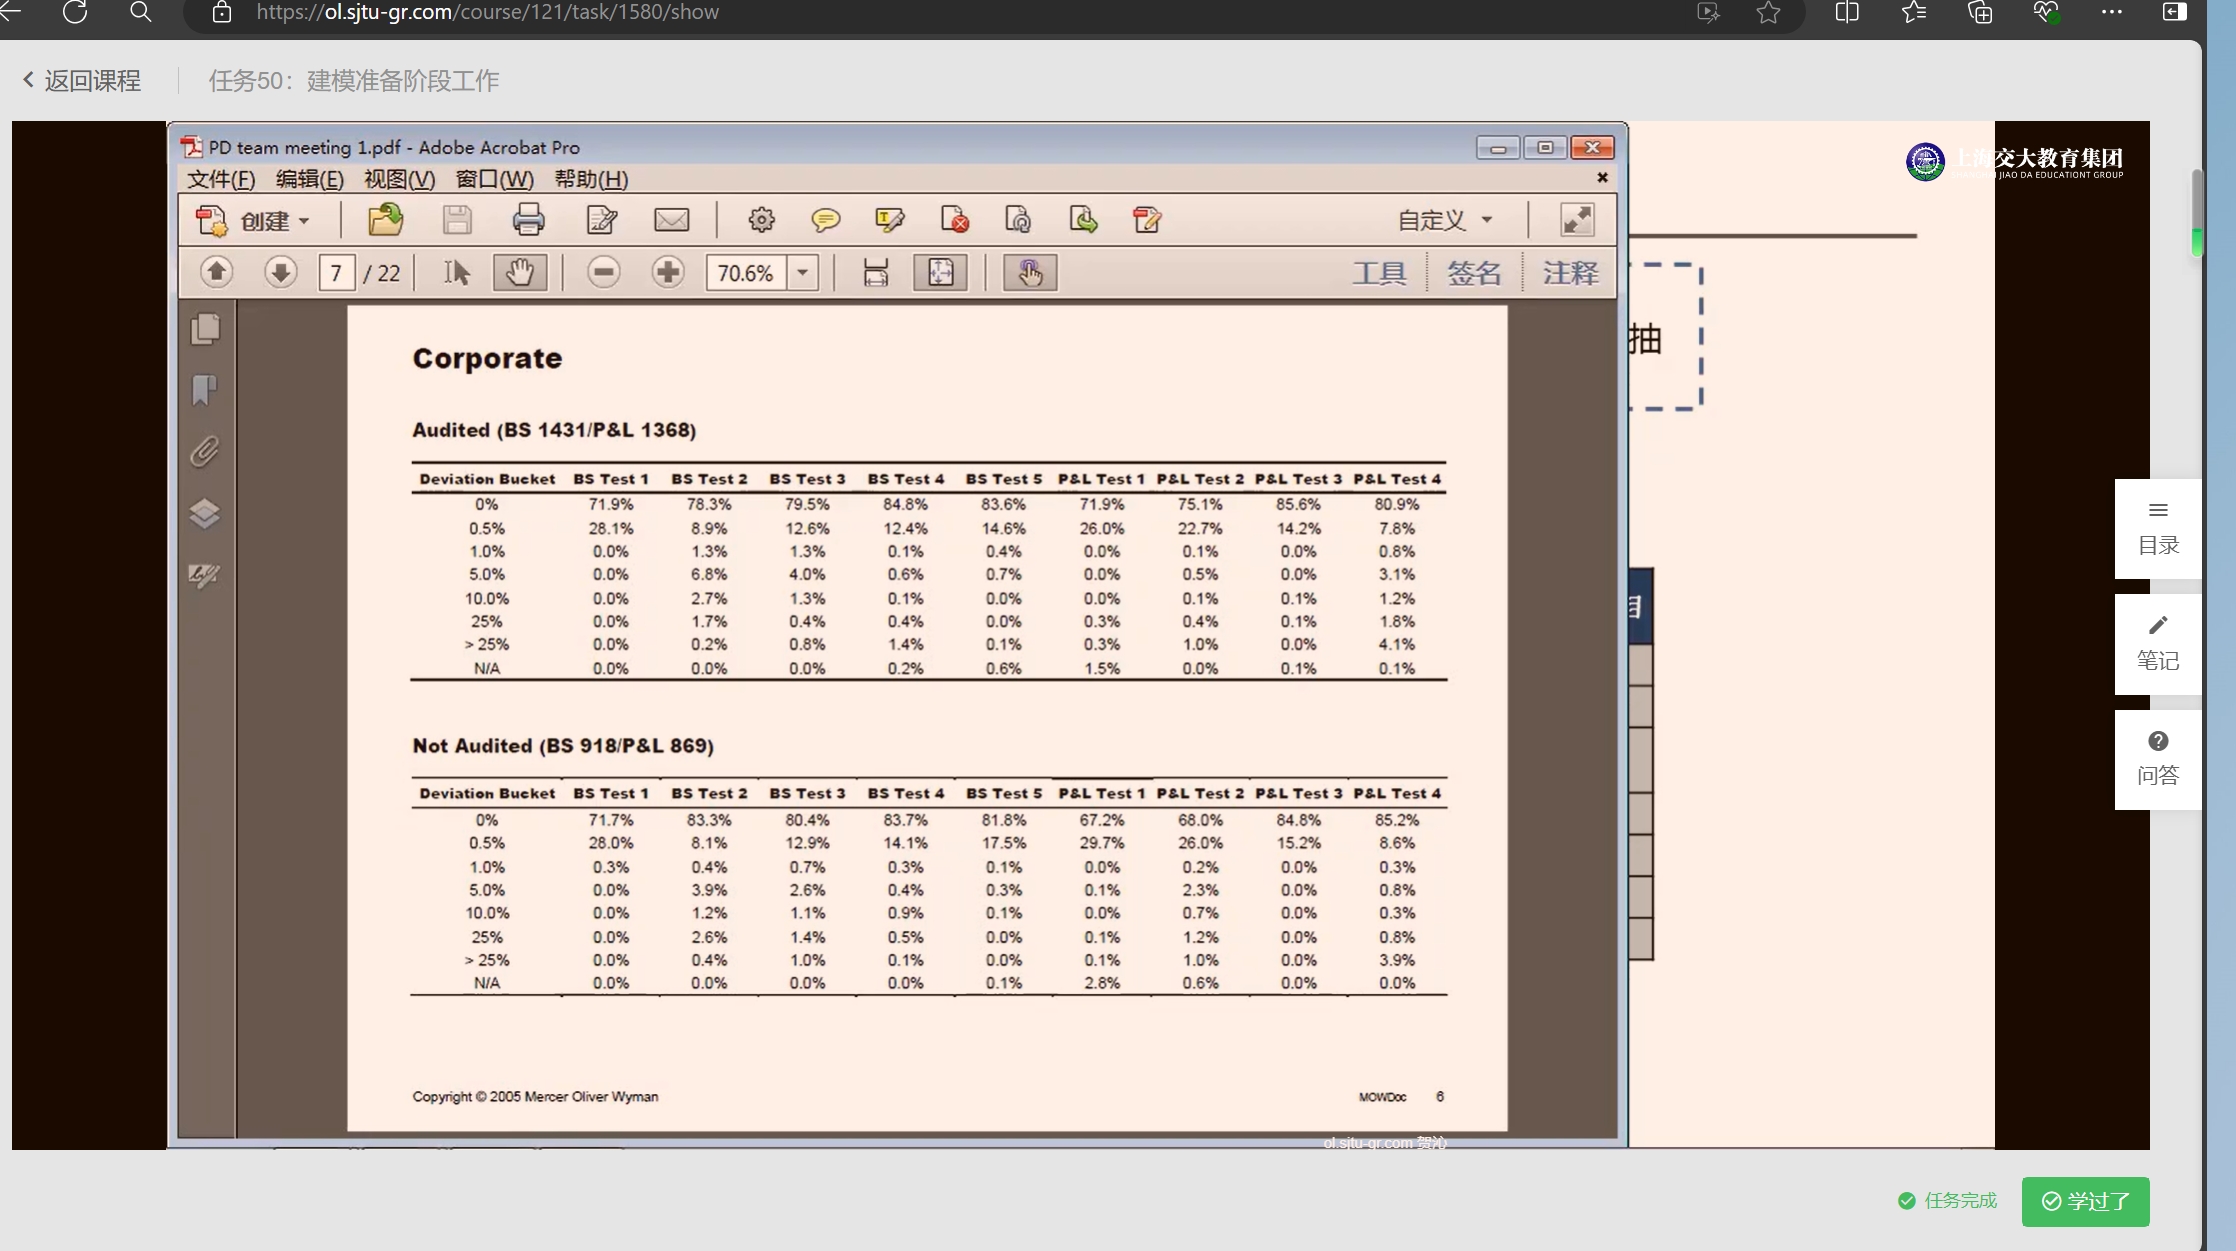 https://ol.sjtu-gr.com/course/121/task/1580/show
返回课程
任务50：建模准备阶段工作
PD team meeting 1.pdf - Adobe Acrobat Pro
文件(F) 编辑(E) 视图(V) 窗口(W) 帮助(H)
创建
自定义
7 / 22
70.6%
工具 签名 注释
上海交大教育集团
JIAO DA EDUCATIONT GROUP
抽
Corporate
Audited (BS 1431/P&L 1368)
Deviation Bucket BS Test 1 BS Test 2 BS Test 3 BS Test 4 BS Test 5 P&L Test 1 P&L Test 2 P&L Test 3 P&L Test 4
0% 71.9% 78.3% 79.5% 84.8% 83.6% 71.9% 75.1% 85.6% 80.9%
0.5% 28.1% 8.9% 12.6% 12.4% 14.6% 26.0% 22.7% 14.2% 7.8%
1.0% 0.0% 1.3% 1.3% 0.1% 0.4% 0.0% 0.1% 0.0% 0.8%
5.0% 0.0% 6.8% 4.0% 0.6% 0.7% 0.0% 0.5% 0.0% 3.1%
10.0% 0.0% 2.7% 1.3% 0.1% 0.0% 0.0% 0.1% 0.1% 1.2%
25% 0.0% 1.7% 0.4% 0.4% 0.0% 0.3% 0.4% 0.1% 1.8%
> 25% 0.0% 0.2% 0.8% 1.4% 0.1% 0.3% 1.0% 0.0% 4.1%
N/A 0.0% 0.0% 0.0% 0.2% 0.6% 1.5% 0.0% 0.1% 0.1%
Not Audited (BS 918/P&L 869)
Deviation Bucket BS Test 1 BS Test 2 BS Test 3 BS Test 4 BS Test 5 P&L Test 1 P&L Test 2 P&L Test 3 P&L Test 4
0% 71.7% 83.3% 80.4% 83.7% 81.8% 67.2% 68.0% 84.8% 85.2%
0.5% 28.0% 8.1% 12.9% 14.1% 17.5% 29.7% 26.0% 15.2% 8.6%
1.0% 0.3% 0.4% 0.7% 0.3% 0.1% 0.0% 0.2% 0.0% 0.3%
5.0% 0.0% 3.9% 2.6% 0.4% 0.3% 0.1% 2.3% 0.0% 0.8%
10.0% 0.0% 1.2% 1.1% 0.9% 0.1% 0.0% 0.7% 0.0% 0.3%
25% 0.0% 2.6% 1.4% 0.5% 0.0% 0.1% 1.2% 0.0% 0.8%
> 25% 0.0% 0.4% 1.0% 0.1% 0.0% 0.1% 1.0% 0.0% 3.9%
N/A 0.0% 0.0% 0.0% 0.0% 0.1% 2.8% 0.6% 0.0% 0.0%
Copyright © 2005 Mercer Oliver Wyman
MOWDoc 6
ol.sjtu-gr.com 贺沁
目录
笔记
问答
任务完成
学过了